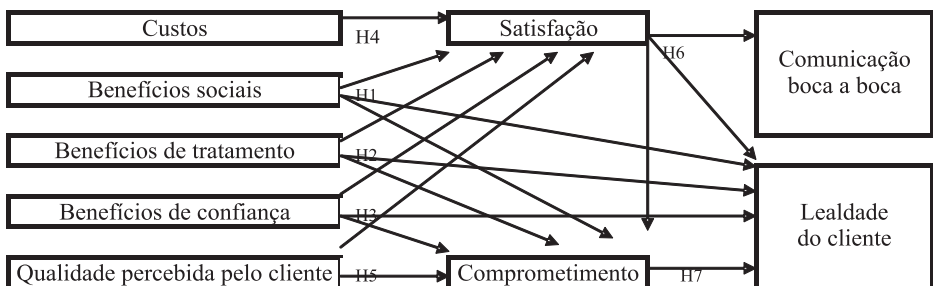 Custos
H4
Satisfação
H6
Comunicação
boca a boca
Benefícios sociais
H1
Benefícios de tratamento
H2
Benefícios de confiança
H3
Lealdade
do cliente
Qualidade percebida pelo cliente
H5
Comprometimento
H7